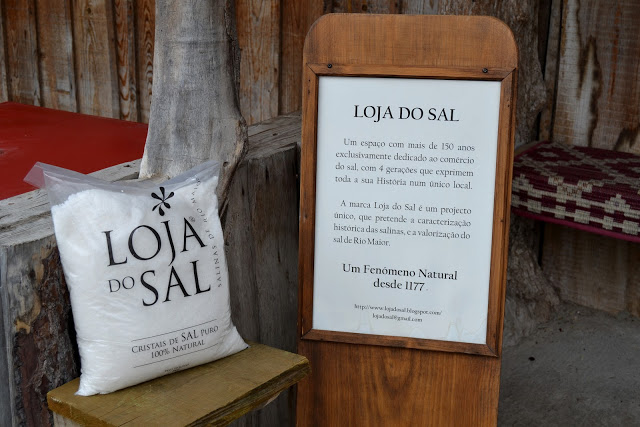 LOJA
DO SAL
SALINAS DE RIO MAIOR
CRISTAIS DE SAL PURO
100% NATURAL
LOJA DO SAL
Um espaço com mais de 150 anos
exclusivamente dedicado ao comércio
do sal, com 4 gerações que exprimem
toda a sua História num único local.
A marca Loja do Sal é um projecto
único, que pretende a caracterização
histórica das salinas, e a valorização do
sal de Rio Maior.
Um Fenómeno Natural
desde 1177
http://www.lojadosal.blogspot.com/
lojadosal@gmail.com